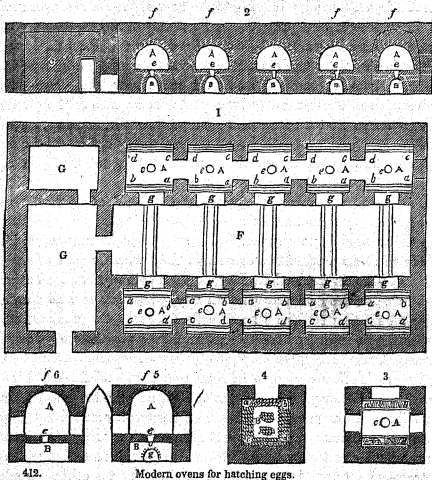 f f 2 f f
A A A A A
e e e e e
G B B B B B
1
d c d c d c d c d c
G e A e A e A e A e A
b a b a b a b a b a
g g g g g
F
G
g g g g g
a b a b a b a b a b
e A e A e A e A e A
c d c d c d c d c d
f 6 f 5 4 3
A A
e e e A
B B g
412. Modern ovens for hatching eggs.